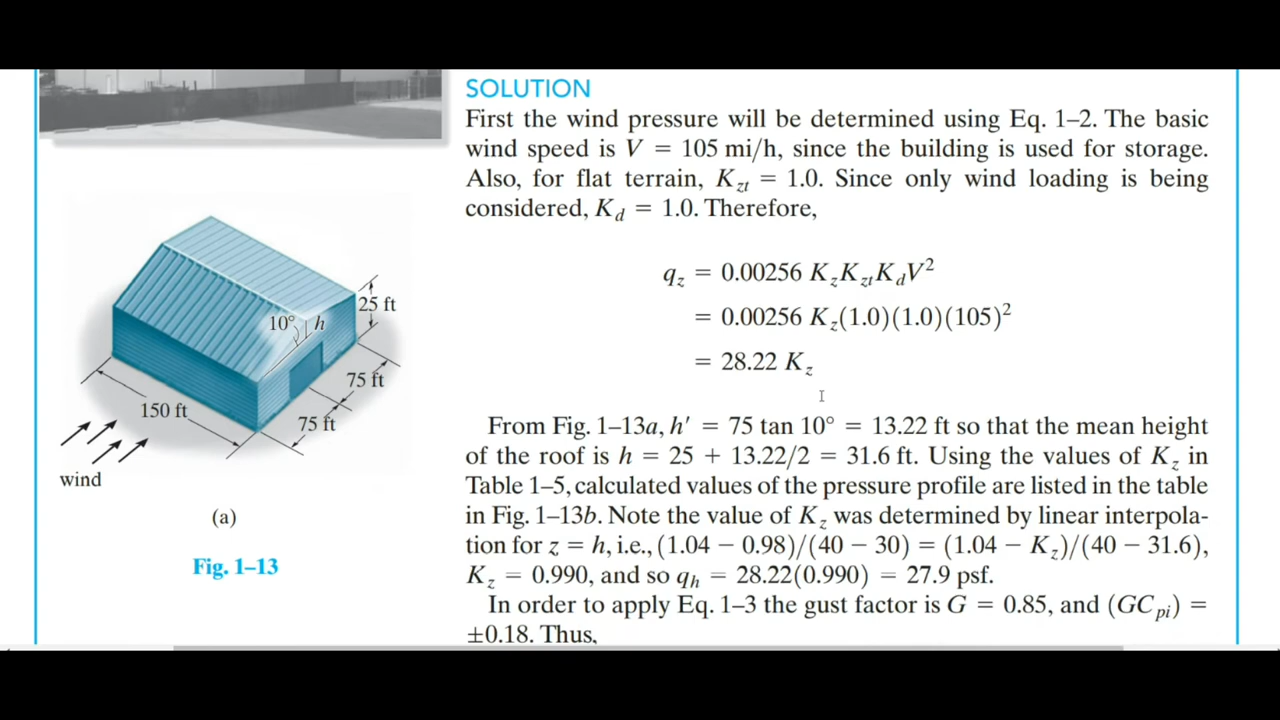 SOLUTION
First the wind pressure will be determined using Eq. 1–2. The basic
wind speed is V = 105 mi/h, since the building is used for storage.
Also, for flat terrain, K_zt = 1.0. Since only wind loading is being
considered, K_d = 1.0. Therefore,
q_z = 0.00256 K_z K_zt K_d V²
= 0.00256 K_z(1.0)(1.0)(105)²
= 28.22 K_z
From Fig. 1–13a, h′ = 75 tan 10° = 13.22 ft so that the mean height
of the roof is h = 25 + 13.22/2 = 31.6 ft. Using the values of K_z in
Table 1–5, calculated values of the pressure profile are listed in the table
in Fig. 1–13b. Note the value of K_z was determined by linear interpola-
tion for z = h, i.e., (1.04 − 0.98)/(40 − 30) = (1.04 − K_z)/(40 − 31.6),
K_z = 0.990, and so q_h = 28.22(0.990) = 27.9 psf.
In order to apply Eq. 1–3 the gust factor is G = 0.85, and (GC_pi) =
±0.18. Thus,
25 ft
10°
h
75 ft
150 ft
75 ft
wind
(a)
Fig. 1–13